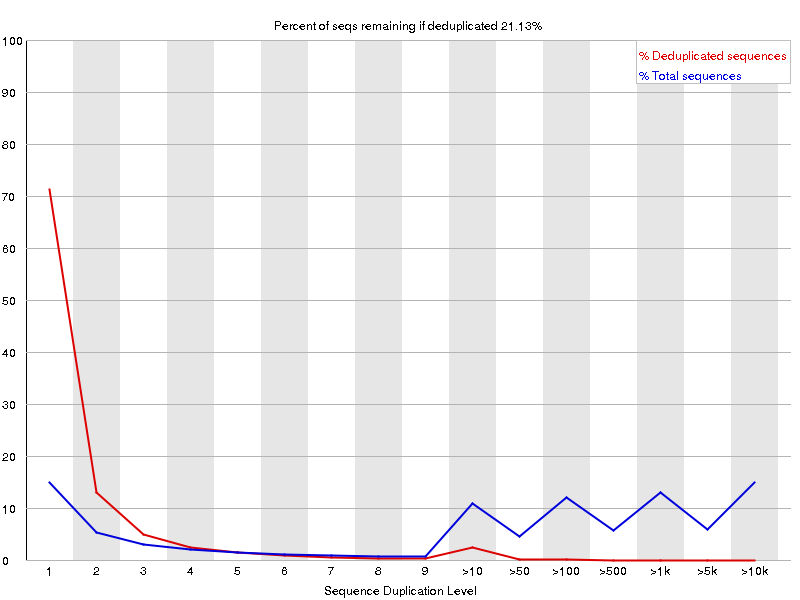 Percent of seqs remaining if deduplicated 21.13%
% Deduplicated sequences
% Total sequences
100
90
80
70
60
50
40
30
20
10
0
1 2 3 4 5 6 7 8 9 >10 >50 >100 >500 >1k >5k >10k
Sequence Duplication Level